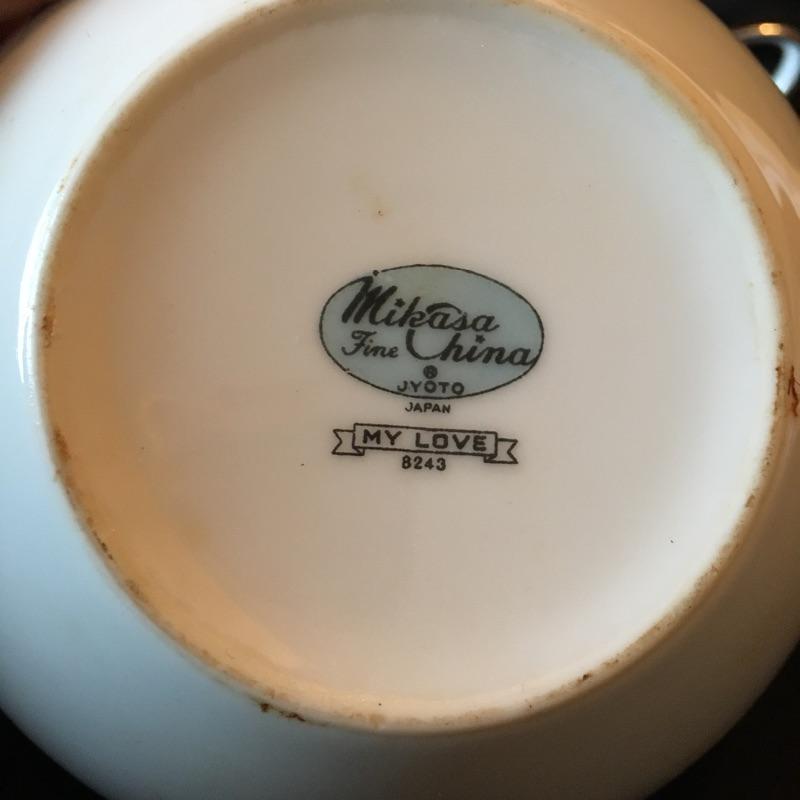 Mikasa
Fine China
®
JYOTO
JAPAN
MY LOVE
8243